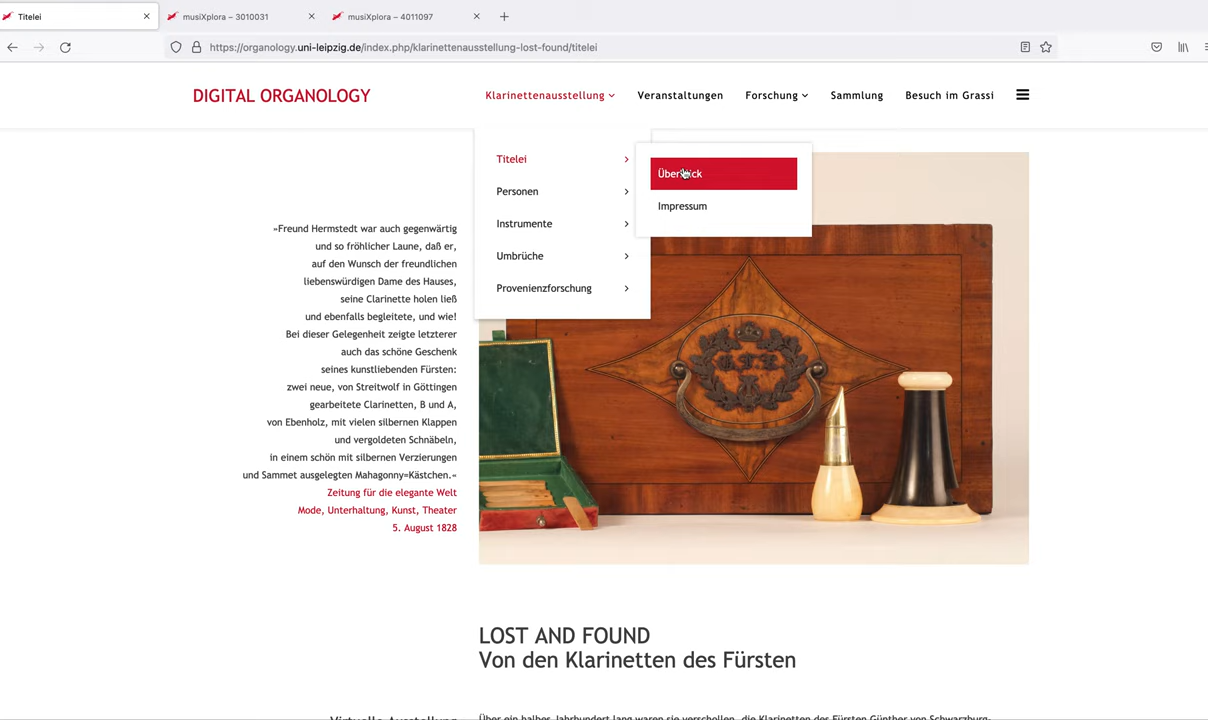 Titelei
musiXplora – 3010031
musiXplora – 4011097
https://organology.uni-leipzig.de/index.php/klarinettenausstellung-lost-found/titelei
DIGITAL ORGANOLOGY
Klarinettenausstellung
Veranstaltungen
Forschung
Sammlung
Besuch im Grassi
Titelei
Personen
Instrumente
Umbrüche
Provenienzforschung
Überblick
Impressum
»Freund Hermstedt war auch gegenwärtig
und so fröhlicher Laune, daß er,
auf den Wunsch der freundlichen
liebenswürdigen Dame des Hauses,
seine Clarinette holen ließ
und ebenfalls begleitete, und wie!
Bei dieser Gelegenheit zeigte letzterer
auch das schöne Geschenk
seines kunstliebenden Fürsten:
zwei neue, von Streitwolf in Göttingen
gearbeitete Clarinetten, B und A,
von Ebenholz, mit vielen silbernen Klappen
und vergoldeten Schnäbeln,
in einem schön mit silbernen Verzierungen
und Sammet ausgelegten Mahagonny=Kästchen.«
Zeitung für die elegante Welt
Mode, Unterhaltung, Kunst, Theater
5. August 1828
LOST AND FOUND
Von den Klarinetten des Fürsten
Virtuelle Ausstellung
Über ein halbes Jahrhundert lang waren sie verschollen, die Klarinetten des Fürsten Günther von Schwarzburg-